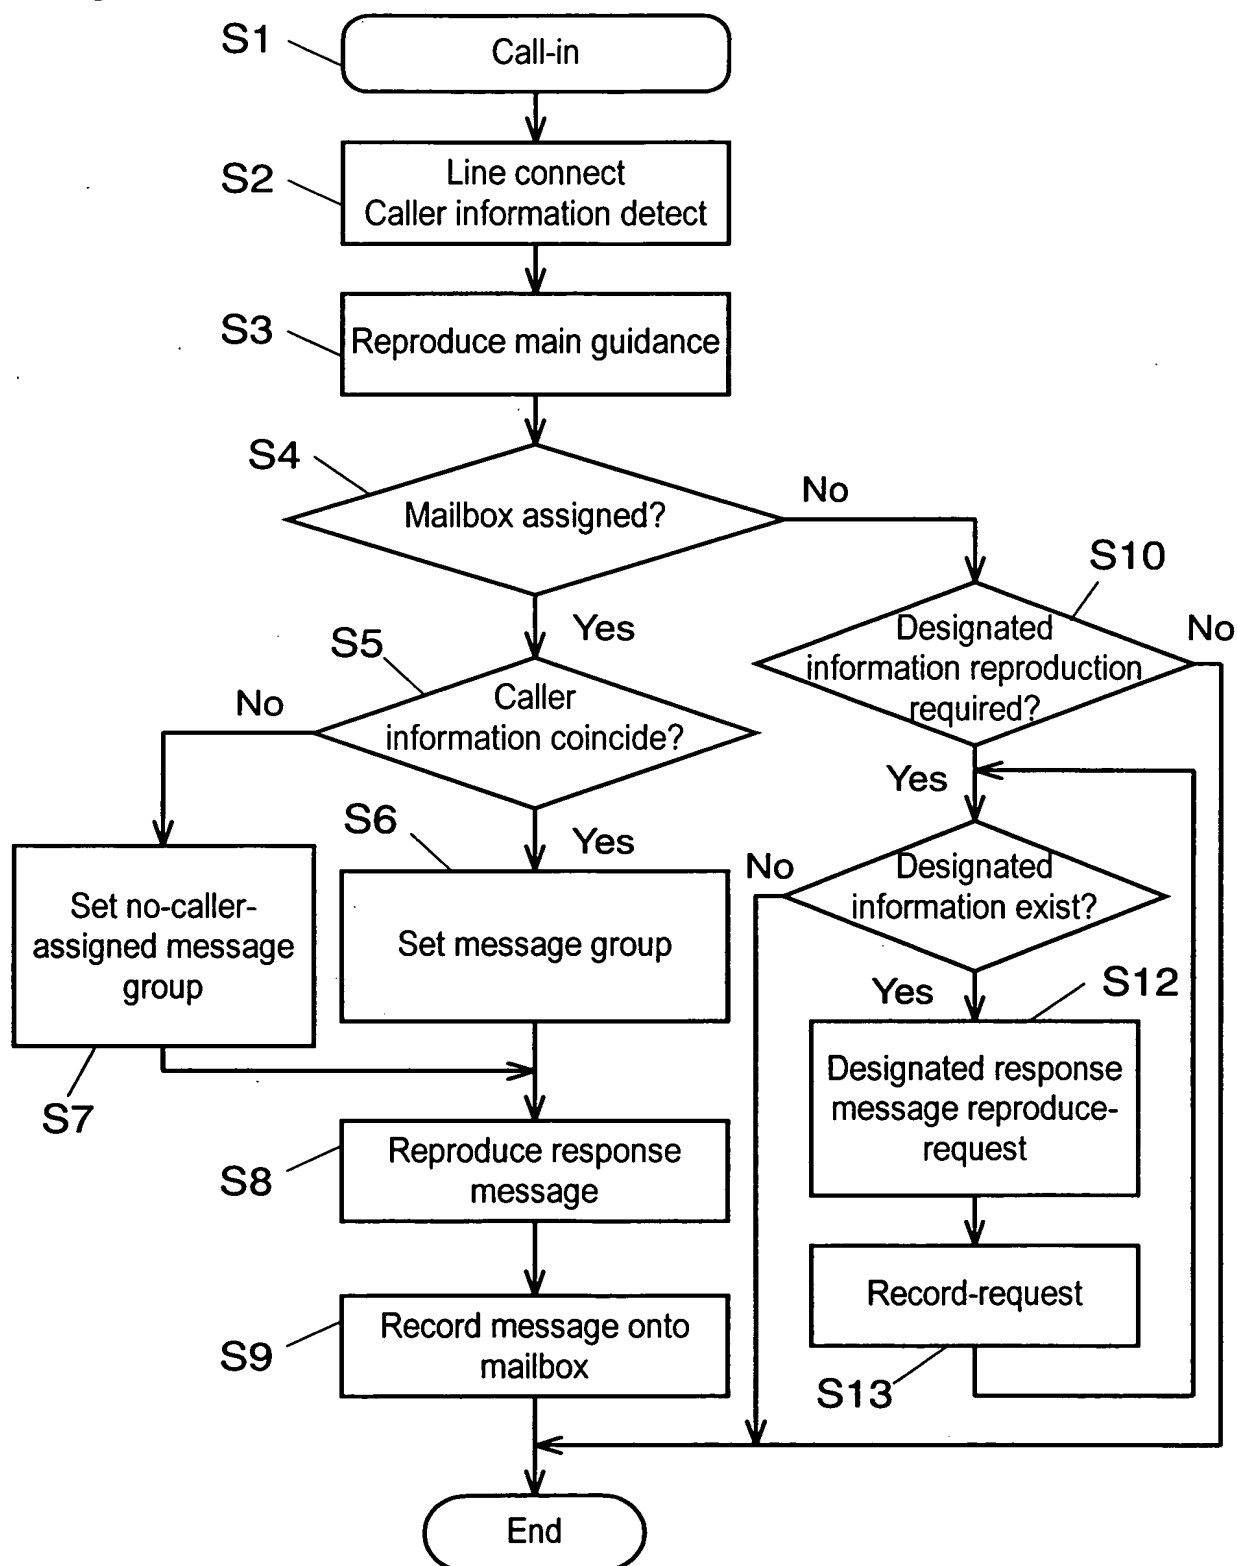 S1
Call-in
S2
Line connect
Caller information detect
S3
Reproduce main guidance
S4
Mailbox assigned?
No
Yes
S5
Caller
information coincide?
No
Yes
S6
Set message group
Set no-caller-
assigned message
group
S7
S8
Reproduce response
message
S9
Record message onto
mailbox
S10
Designated
information reproduction
required?
No
Yes
Designated
information exist?
No
Yes
S12
Designated response
message reproduce-
request
Record-request
S13
End